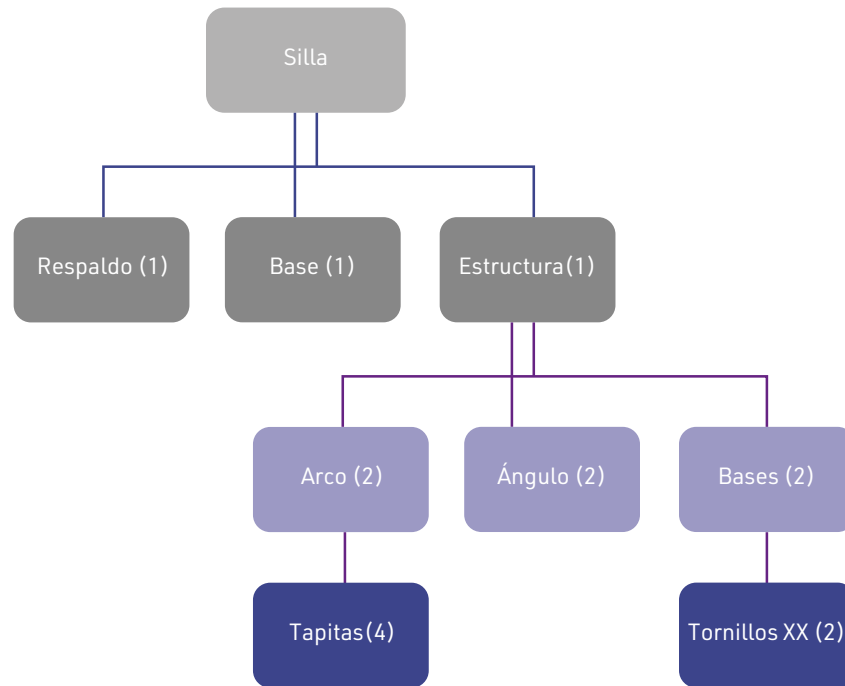 Silla
Respaldo (1)
Base (1)
Estructura(1)
Arco (2)
Ángulo (2)
Bases (2)
Tapitas(4)
Tornillos XX (2)